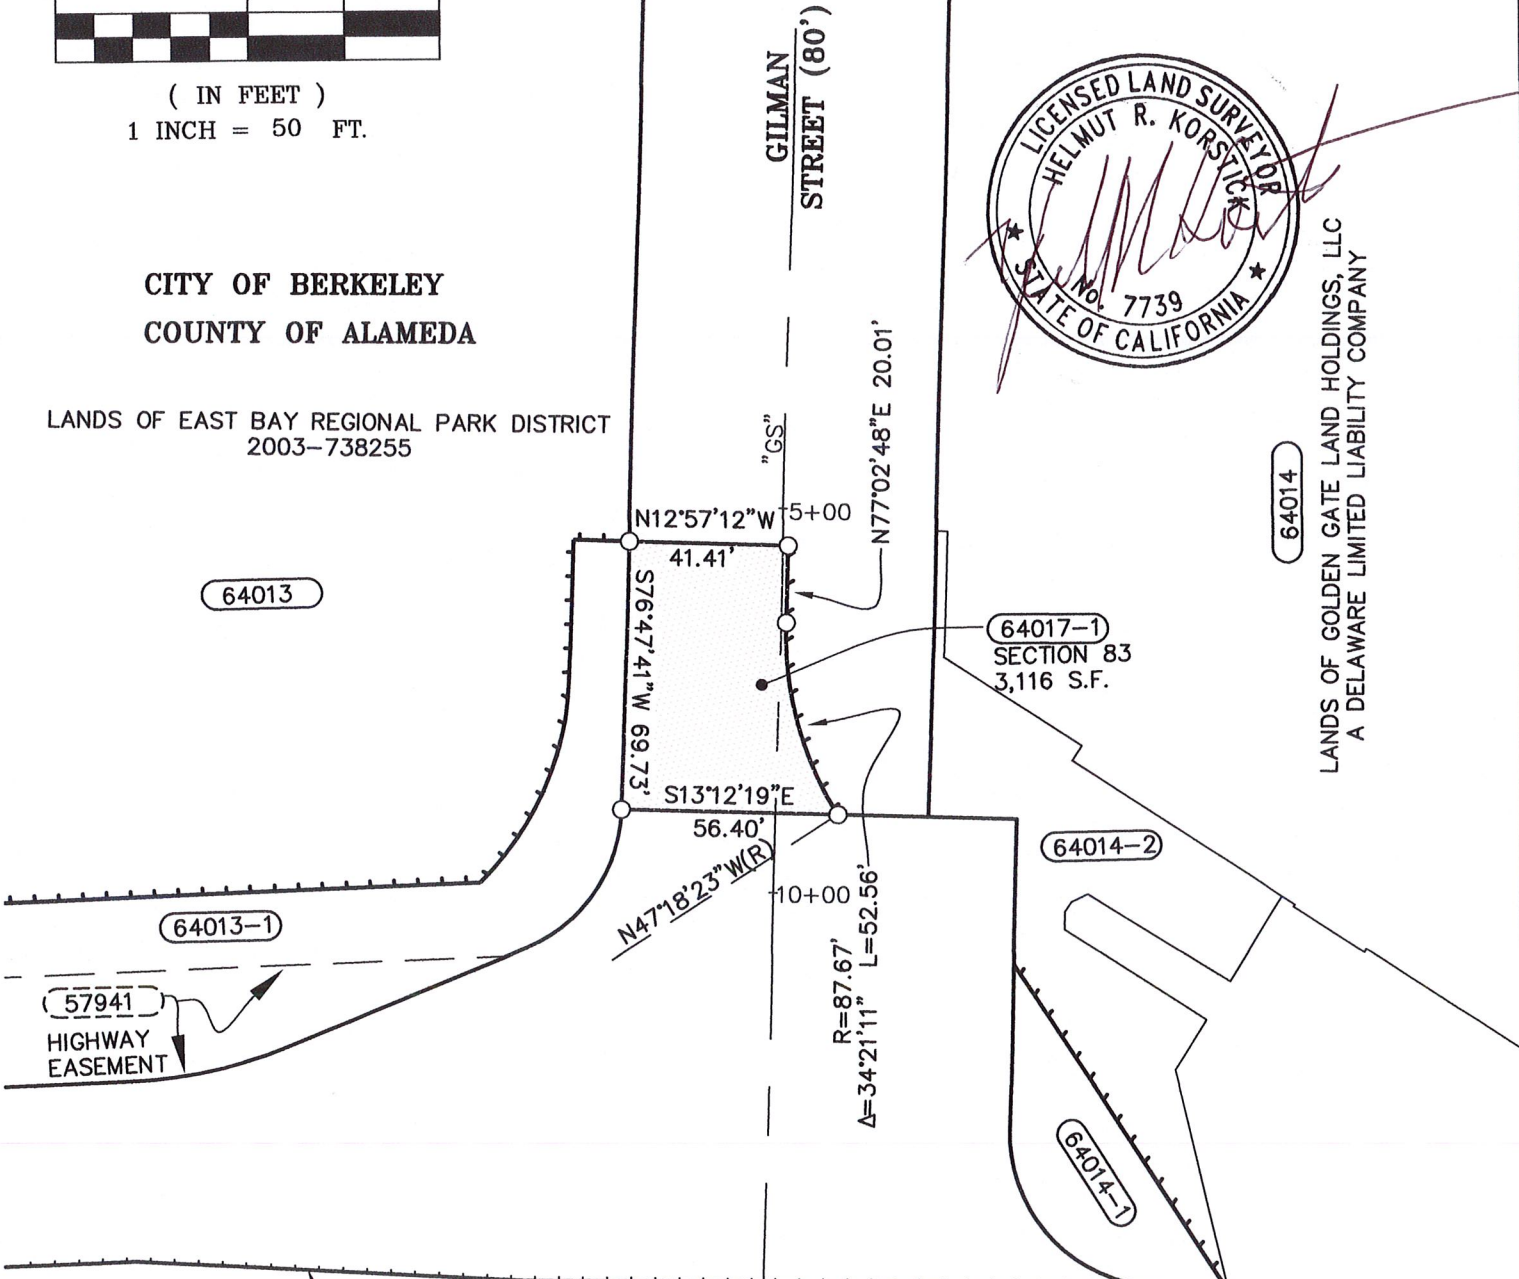 ( IN FEET )
1 INCH = 50 FT.
GILMAN
STREET (80')
LICENSED LAND SURVEYOR
HELMUT R. KORSTICK
No. 7739
STATE OF CALIFORNIA
CITY OF BERKELEY
COUNTY OF ALAMEDA
LANDS OF EAST BAY REGIONAL PARK DISTRICT
2003-738255
LANDS OF GOLDEN GATE LAND HOLDINGS, LLC
A DELAWARE LIMITED LIABILITY COMPANY
64014
"GS"
N77°02'48"E 20.01'
5+00
N12°57'12"W
41.41'
64013
S76°47'41"W 69.73'
64017-1
SECTION 83
3,116 S.F.
S13°12'19"E
56.40'
N47°18'23"W(R)
10+00
R=87.67'
Δ=34°21'11" L=52.56'
64014-2
64013-1
57941
HIGHWAY
EASEMENT
64014-1